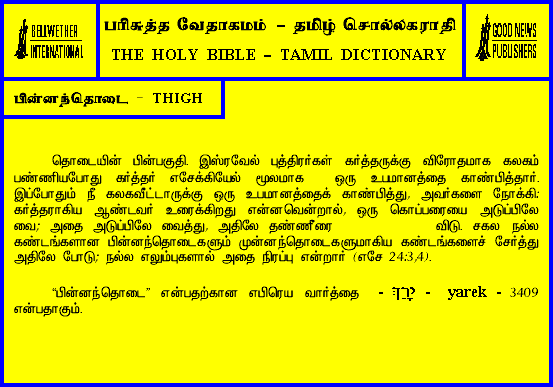 BELLWETHER
INTERNATIONAL
பரிசுத்த வேதாகமம் – தமிழ் சொல்லகராதி
THE HOLY BIBLE – TAMIL DICTIONARY
GOOD NEWS
PUBLISHERS
பின்னந்தொடை – THIGH
தொடையின் பின்பகுதி. இஸ்ரவேல் புத்திரர்கள் கர்த்தருக்கு விரோதமாக கலகம்
பண்ணியபோது கர்த்தர் எசேக்கியேல் மூலமாக ஒரு உபமானத்தை காண்பித்தார்.
இப்போதும் நீ கலகவீட்டாருக்கு ஒரு உபமானத்தைக் காண்பித்து, அவர்களை நோக்கி:
கர்த்தராகிய ஆண்டவர் உரைக்கிறது என்னவென்றால், ஒரு கொப்பரையை அடுப்பிலே
வை; அதை அடுப்பிலே வைத்து, அதிலே தண்ணீரை விடு. சகல நல்ல
கண்டங்களான பின்னந்தொடைகளும் முன்னந்தொடைகளுமாகிய கண்டங்களைச் சேர்த்து
அதிலே போடு; நல்ல எலும்புகளால் அதை நிரப்பு என்றார் (எசே 24:3,4).
“பின்னந்தொடை” என்பதற்கான எபிரெய வார்த்தை - יָרֵךְ - yarek - 3409
என்பதாகும்.